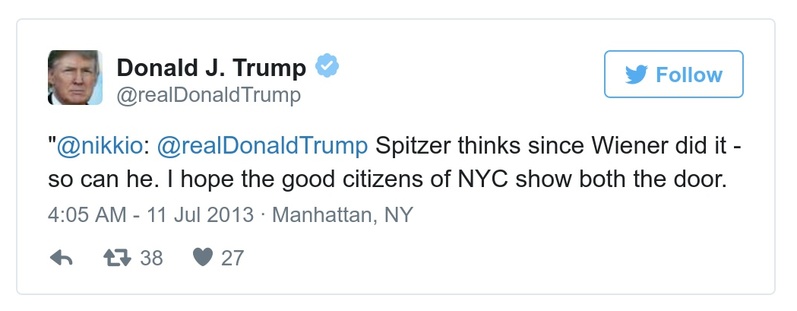 Donald J. Trump
Follow
@realDonaldTrump
"@nikkio: @realDonaldTrump Spitzer thinks since Wiener did it -
so can he. I hope the good citizens of NYC show both the door.
4:05 AM - 11 Jul 2013 · Manhattan, NY
38 27